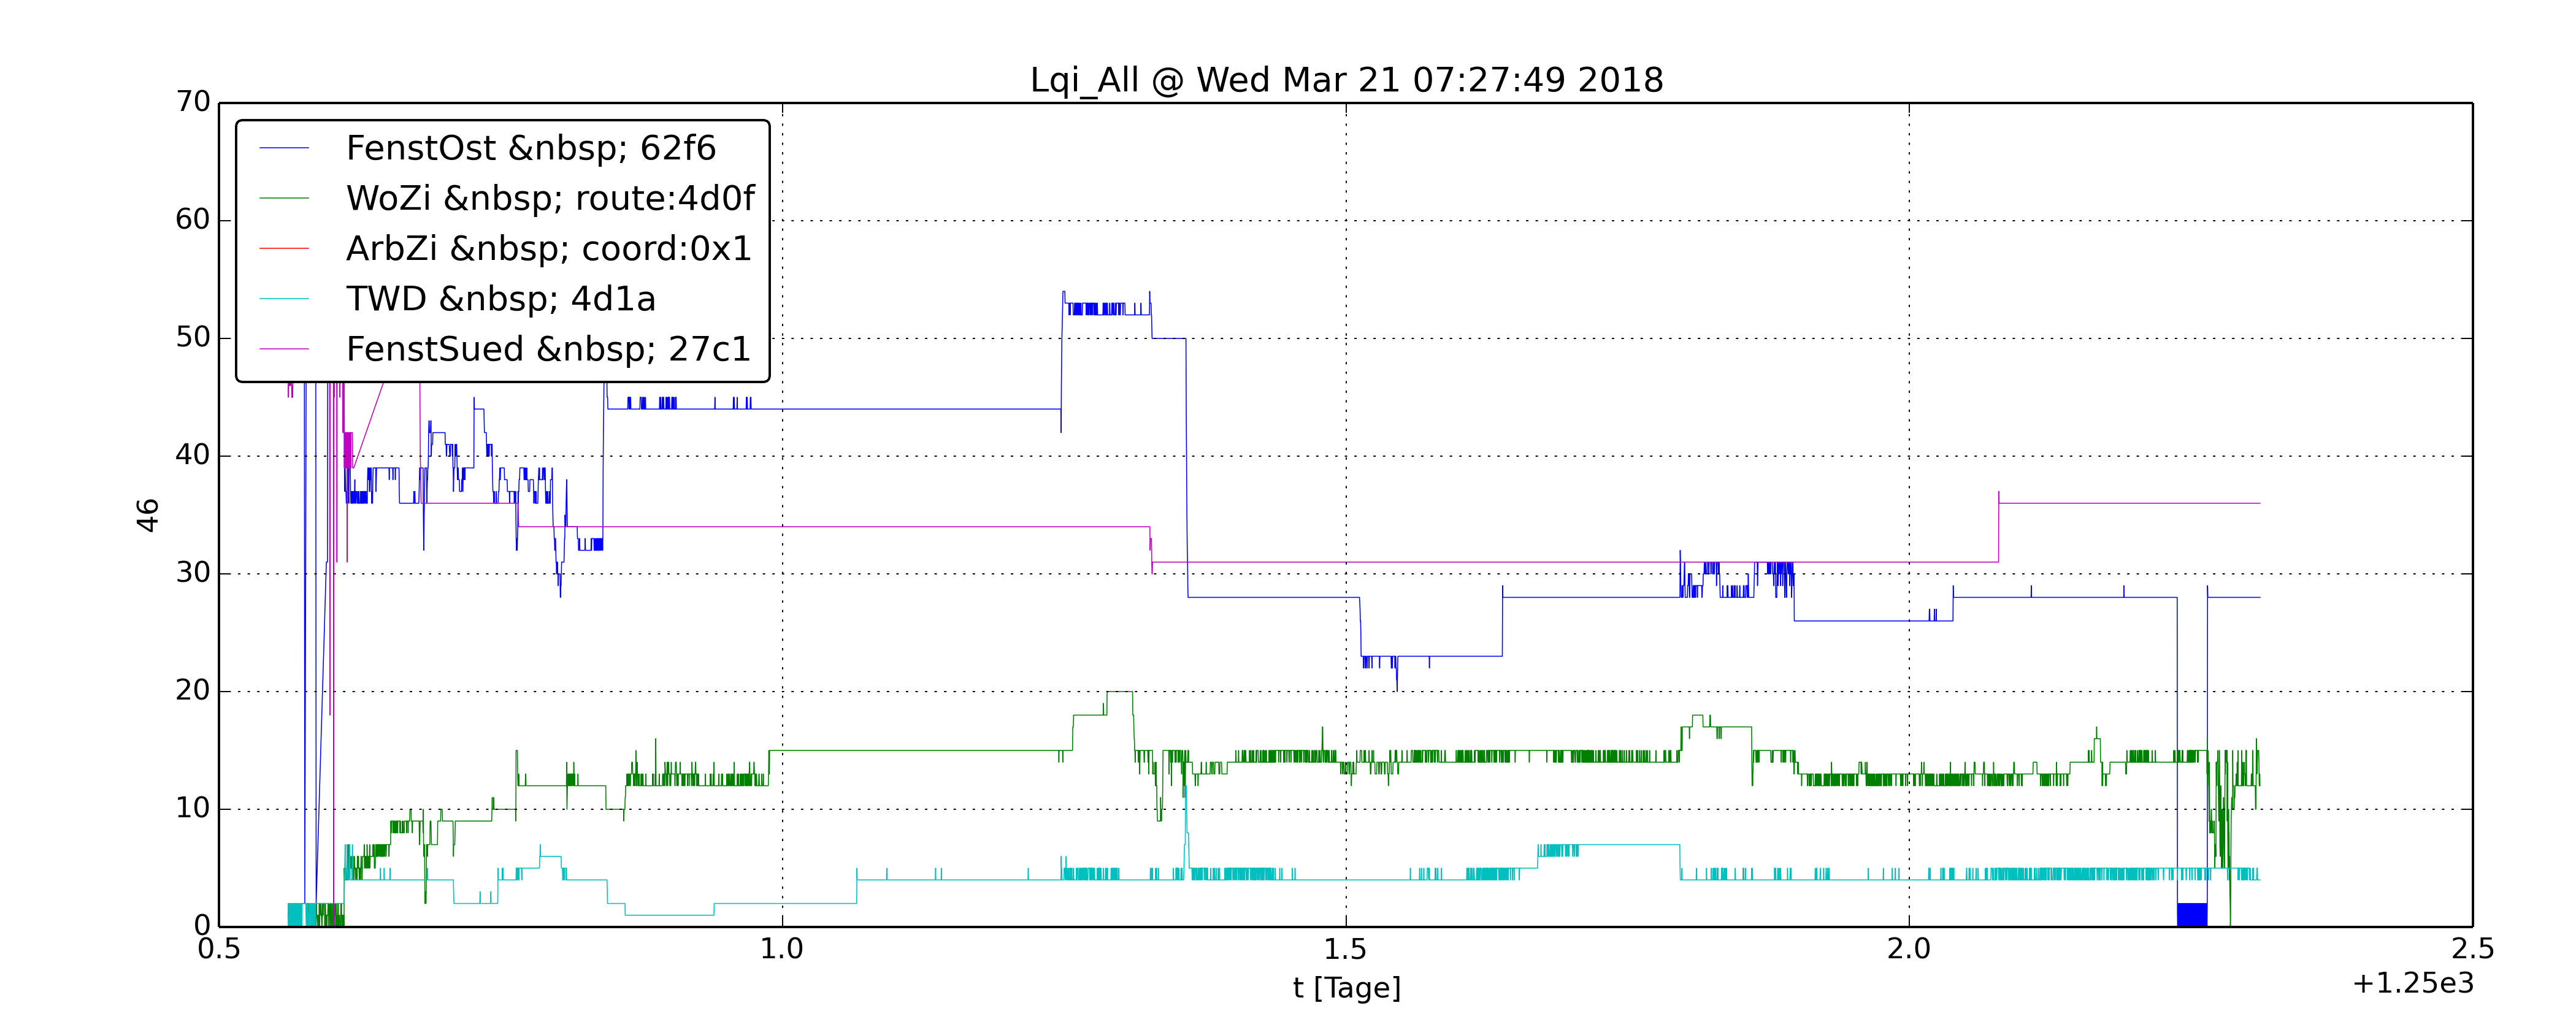 Lqi_All @ Wed Mar 21 07:27:49 2018
70
60
50
40
30
20
10
0
46
FenstOst &nbsp; 62f6
WoZi &nbsp; route:4d0f
ArbZi &nbsp; coord:0x1
TWD &nbsp; 4d1a
FenstSued &nbsp; 27c1
0.5 1.0 1.5 2.0 2.5
t [Tage]
+1.25e3